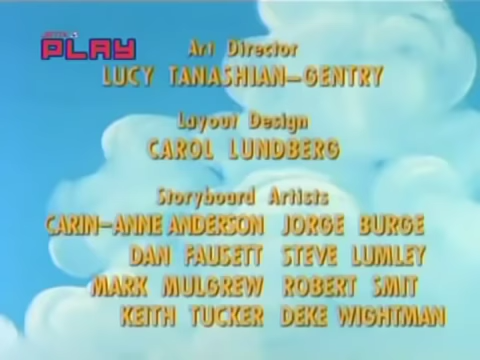 PLAY
Art Director
LUCY TANASHIAN-GENTRY
Layout Design
CAROL LUNDBERG
Storyboard Artists
CARIN-ANNE ANDERSON JORGE BURGE
DAN FAUSETT STEVE LUMLEY
MARK MULGREW ROBERT SMIT
KEITH TUCKER DEKE WIGHTMAN